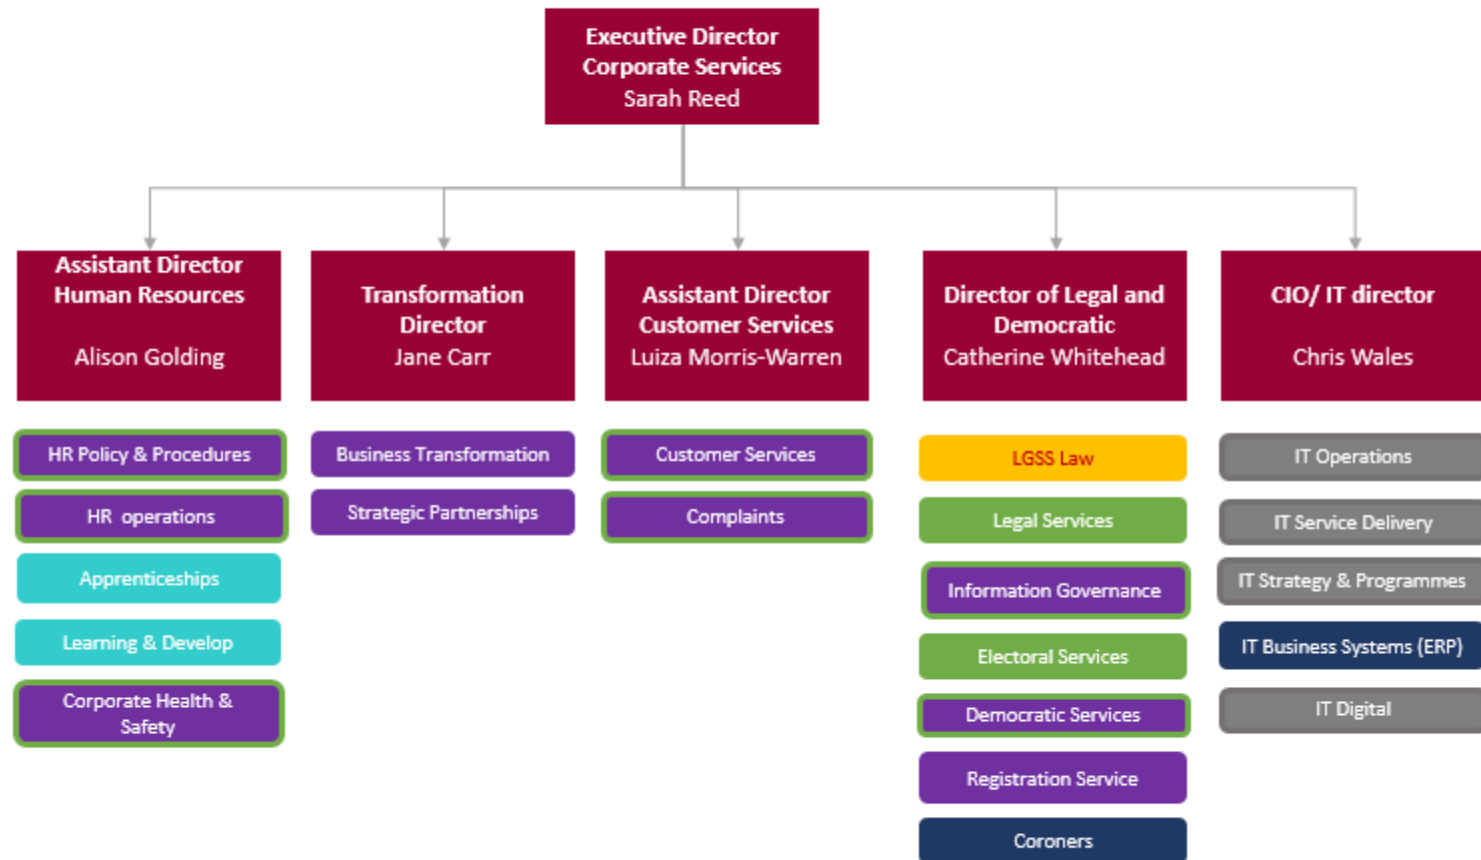 Executive Director
Corporate Services
Sarah Reed
Assistant Director
Human Resources
Alison Golding
HR Policy & Procedures
HR operations
Apprenticeships
Learning & Develop
Corporate Health &
Safety
Transformation
Director
Jane Carr
Business Transformation
Strategic Partnerships
Assistant Director
Customer Services
Luiza Morris-Warren
Customer Services
Complaints
Director of Legal and
Democratic
Catherine Whitehead
LGSS Law
Legal Services
Information Governance
Electoral Services
Democratic Services
Registration Service
Coroners
CIO/ IT director
Chris Wales
IT Operations
IT Service Delivery
IT Strategy & Programmes
IT Business Systems (ERP)
IT Digital